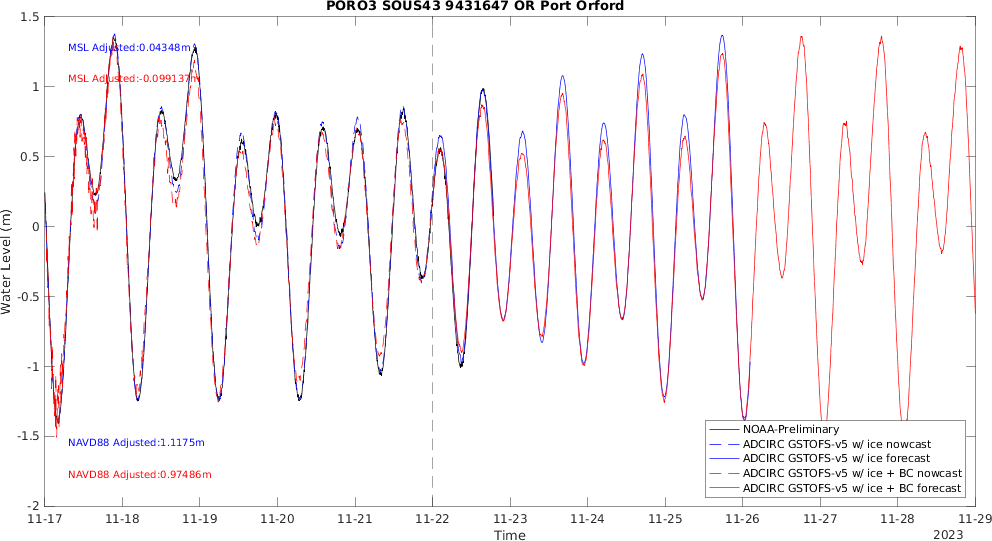 PORO3 SOUS43 9431647 OR Port Orford
1.5
1
0.5
0
-0.5
-1
-1.5
-2
Water Level (m)
MSL Adjusted:0.04348m
MSL Adjusted:-0.099137m
NAVD88 Adjusted:1.1175m
NAVD88 Adjusted:0.97486m
NOAA-Preliminary
ADCIRC GSTOFS-v5 w/ ice nowcast
ADCIRC GSTOFS-v5 w/ ice forecast
ADCIRC GSTOFS-v5 w/ ice + BC nowcast
ADCIRC GSTOFS-v5 w/ ice + BC forecast
11-17 11-18 11-19 11-20 11-21 11-22 11-23 11-24 11-25 11-26 11-27 11-28 11-29
Time
2023